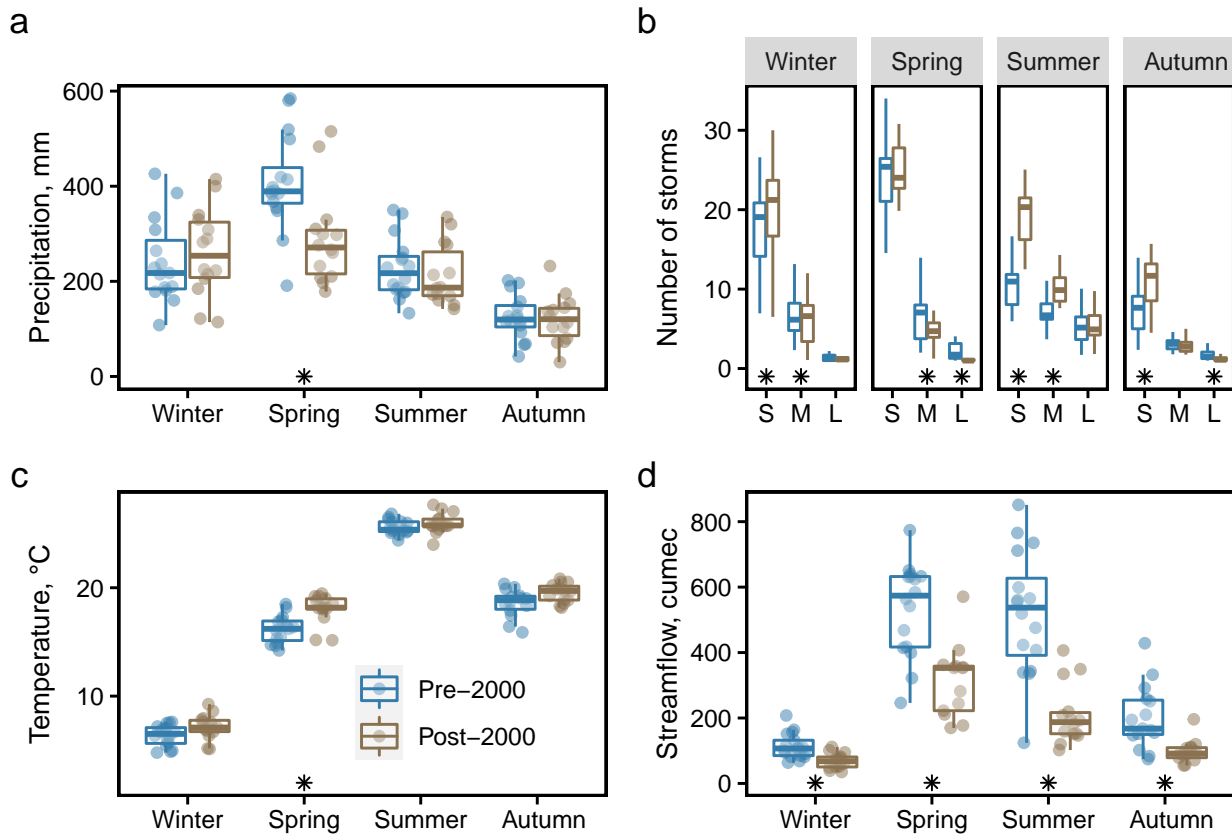 a
Precipitation, mm
600
400
200
0
*
Winter Spring Summer Autumn
b
Winter Spring Summer Autumn
Number of storms
30
20
10
0
* * * * * * * *
S M L S M L S M L S M L
c
Temperature, °C
20
10
Pre−2000
Post−2000
*
Winter Spring Summer Autumn
d
Streamflow, cumec
800
600
400
200
0
* * * *
Winter Spring Summer Autumn